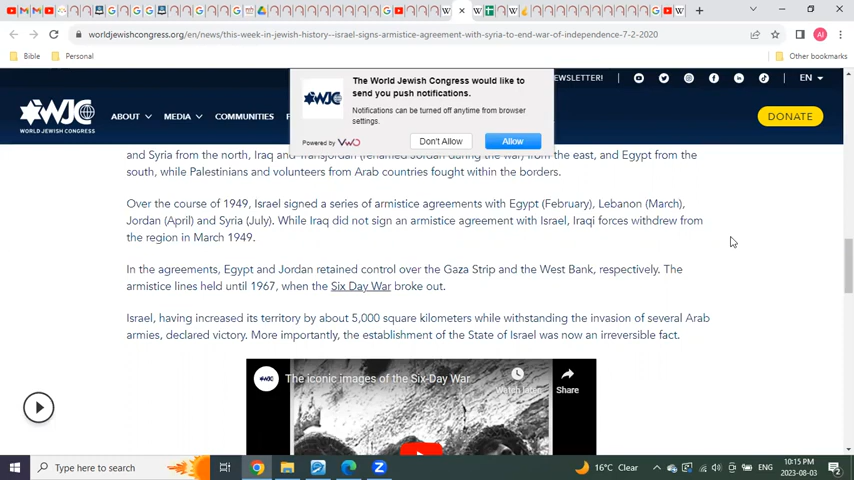 worldjewishcongress.org/en/news/this-week-in-jewish-history--israel-signs-armistice-agreement-with-syria-to-end-war-of-independence-7-2-2020
Bible
Personal
Other bookmarks
The World Jewish Congress would like to
send you push notifications.
Notifications can be turned off anytime from browser
settings.
Powered by VWO
Don't Allow
Allow
NEWSLETTER!
EN
WJC
WORLD JEWISH CONGRESS
ABOUT
MEDIA
COMMUNITIES
DONATE
and Syria from the north, Iraq and Transjordan (renamed Jordan during the war) from the east, and Egypt from the
south, while Palestinians and volunteers from Arab countries fought within the borders.
Over the course of 1949, Israel signed a series of armistice agreements with Egypt (February), Lebanon (March),
Jordan (April) and Syria (July). While Iraq did not sign an armistice agreement with Israel, Iraqi forces withdrew from
the region in March 1949.
In the agreements, Egypt and Jordan retained control over the Gaza Strip and the West Bank, respectively. The
armistice lines held until 1967, when the Six Day War broke out.
Israel, having increased its territory by about 5,000 square kilometers while withstanding the invasion of several Arab
armies, declared victory. More importantly, the establishment of the State of Israel was now an irreversible fact.
The iconic images of the Six-Day War
Watch later
Share
Type here to search
16°C Clear
ENG
10:15 PM
2023-08-03
2